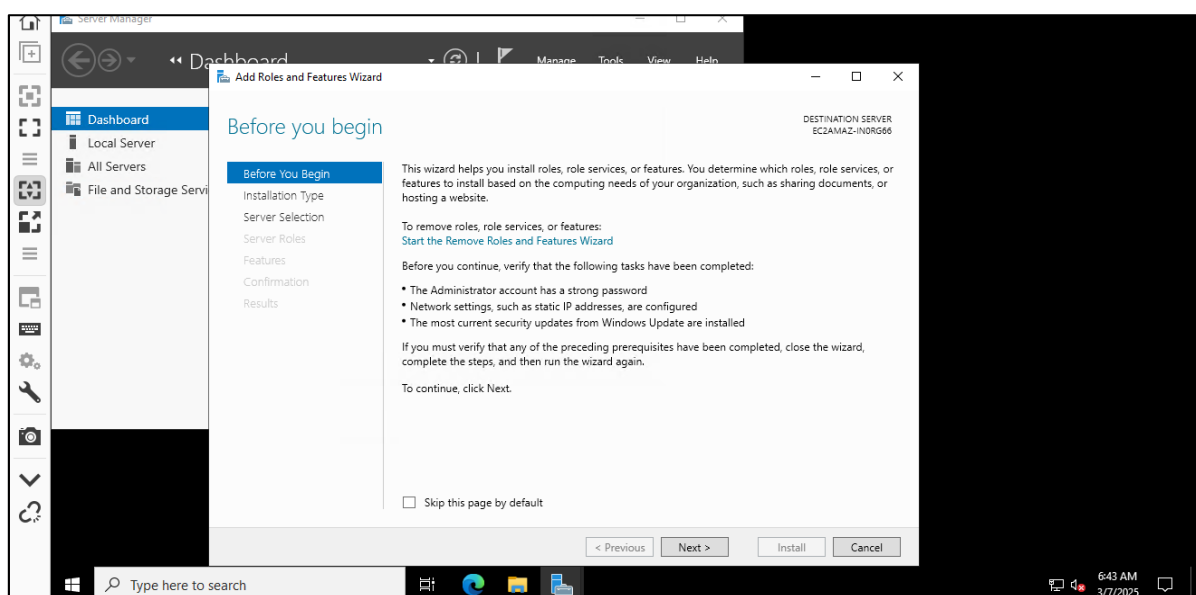 Server Manager
Dashboard
Manage Tools View Help
Add Roles and Features Wizard
Before you begin
DESTINATION SERVER
EC2AMAZ-IN0RG66
Dashboard
Local Server
All Servers
File and Storage Servi
Before You Begin
Installation Type
Server Selection
Server Roles
Features
Confirmation
Results
This wizard helps you install roles, role services, or features. You determine which roles, role services, or
features to install based on the computing needs of your organization, such as sharing documents, or
hosting a website.
To remove roles, role services, or features:
Start the Remove Roles and Features Wizard
Before you continue, verify that the following tasks have been completed:
• The Administrator account has a strong password
• Network settings, such as static IP addresses, are configured
• The most current security updates from Windows Update are installed
If you must verify that any of the preceding prerequisites have been completed, close the wizard,
complete the steps, and then run the wizard again.
To continue, click Next.
Skip this page by default
< Previous Next > Install Cancel
Type here to search
6:43 AM
3/7/2025